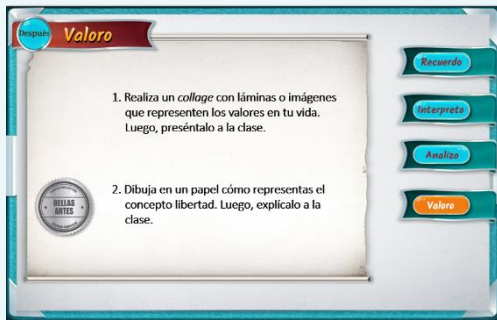 Después
Valoro
1. Realiza un collage con láminas o imágenes
que representen los valores en tu vida.
Luego, preséntalo a la clase.
2. Dibuja en un papel cómo representas el
concepto libertad. Luego, explícalo a la
clase.
BELLAS
ARTES
Recuerdo
Interpreto
Analizo
Valoro